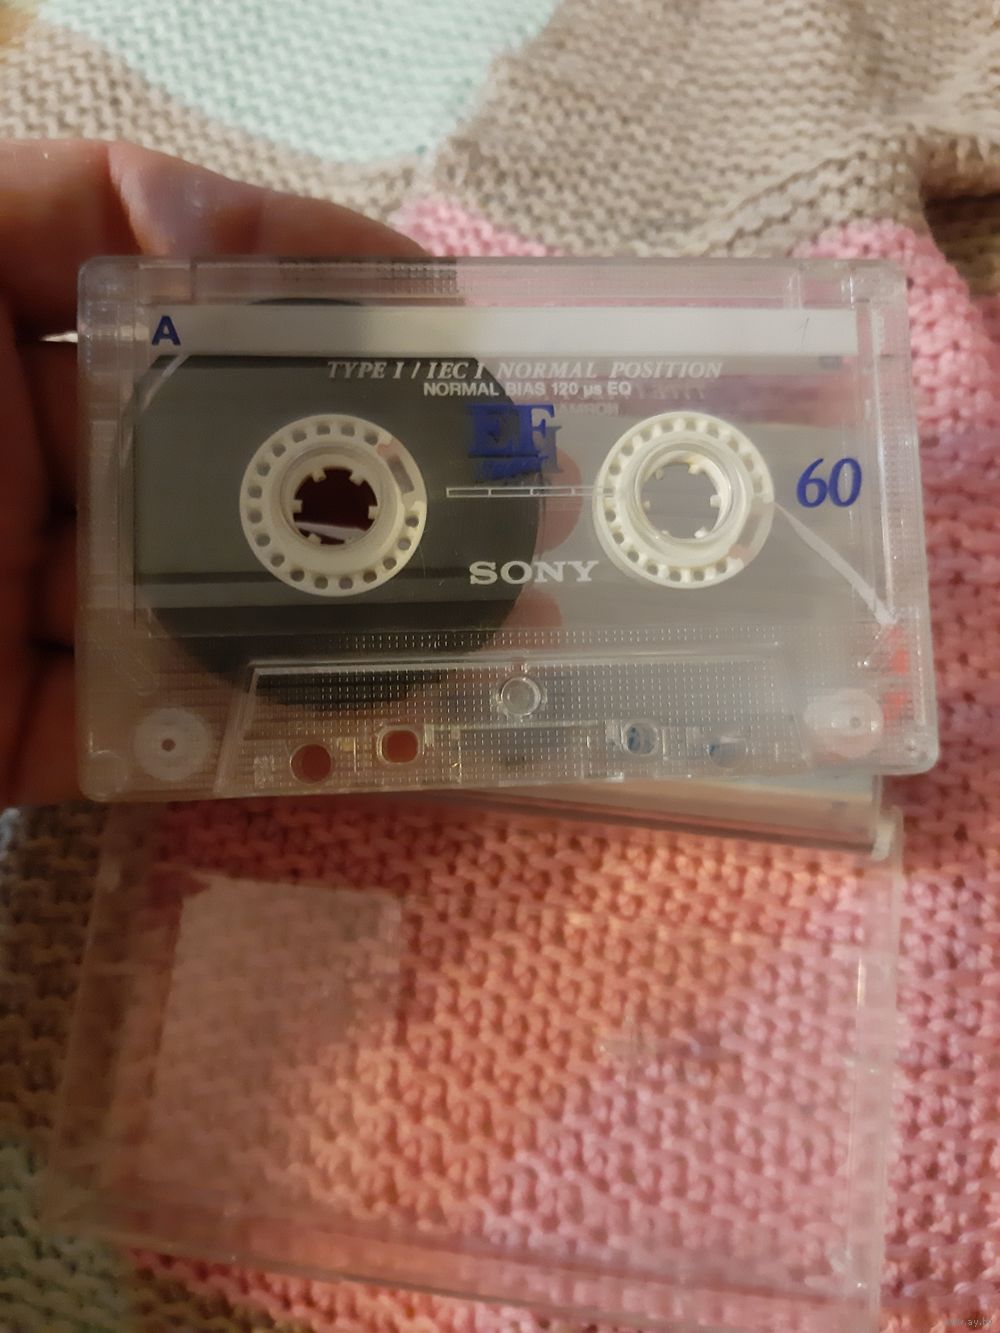 A
TYPE I / IEC I NORMAL POSITION
NORMAL BIAS 120 μs EQ
EF
60
SONY